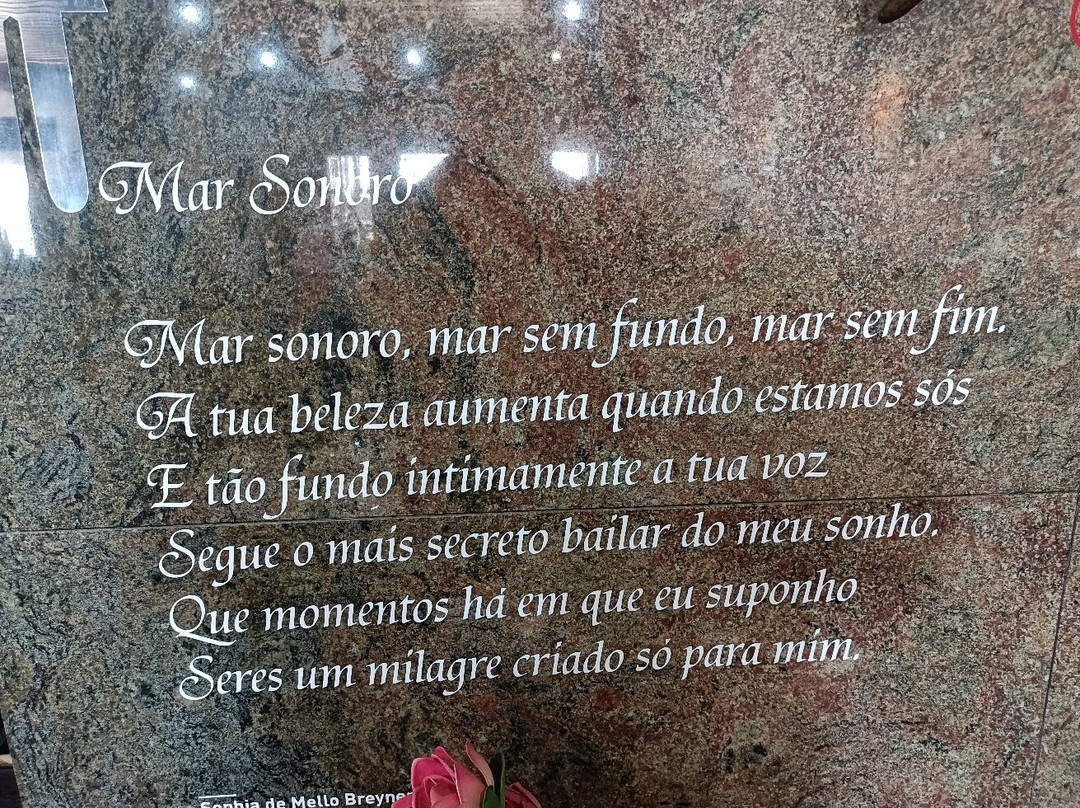 Mar Sonoro
Mar sonoro, mar sem fundo, mar sem fim.
A tua beleza aumenta quando estamos sós
E tão fundo intimamente a tua voz
Segue o mais secreto bailar do meu sonho.
Que momentos há em que eu suponho
Seres um milagre criado só para mim.
Sophia de Mello